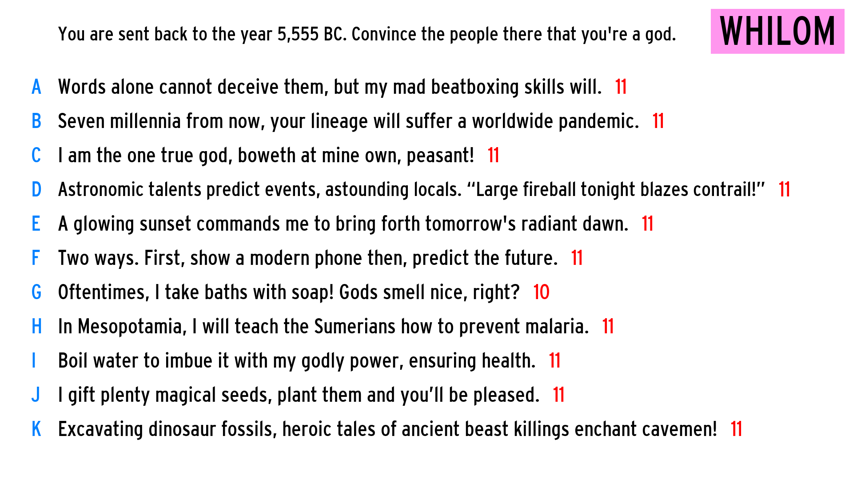 You are sent back to the year 5,555 BC. Convince the people there that you're a god.
WHILOM
A Words alone cannot deceive them, but my mad beatboxing skills will. 11
B Seven millennia from now, your lineage will suffer a worldwide pandemic. 11
C I am the one true god, boweth at mine own, peasant! 11
D Astronomic talents predict events, astounding locals. “Large fireball tonight blazes contrail!” 11
E A glowing sunset commands me to bring forth tomorrow's radiant dawn. 11
F Two ways. First, show a modern phone then, predict the future. 11
G Oftentimes, I take baths with soap! Gods smell nice, right? 10
H In Mesopotamia, I will teach the Sumerians how to prevent malaria. 11
I Boil water to imbue it with my godly power, ensuring health. 11
J I gift plenty magical seeds, plant them and you’ll be pleased. 11
K Excavating dinosaur fossils, heroic tales of ancient beast killings enchant cavemen! 11